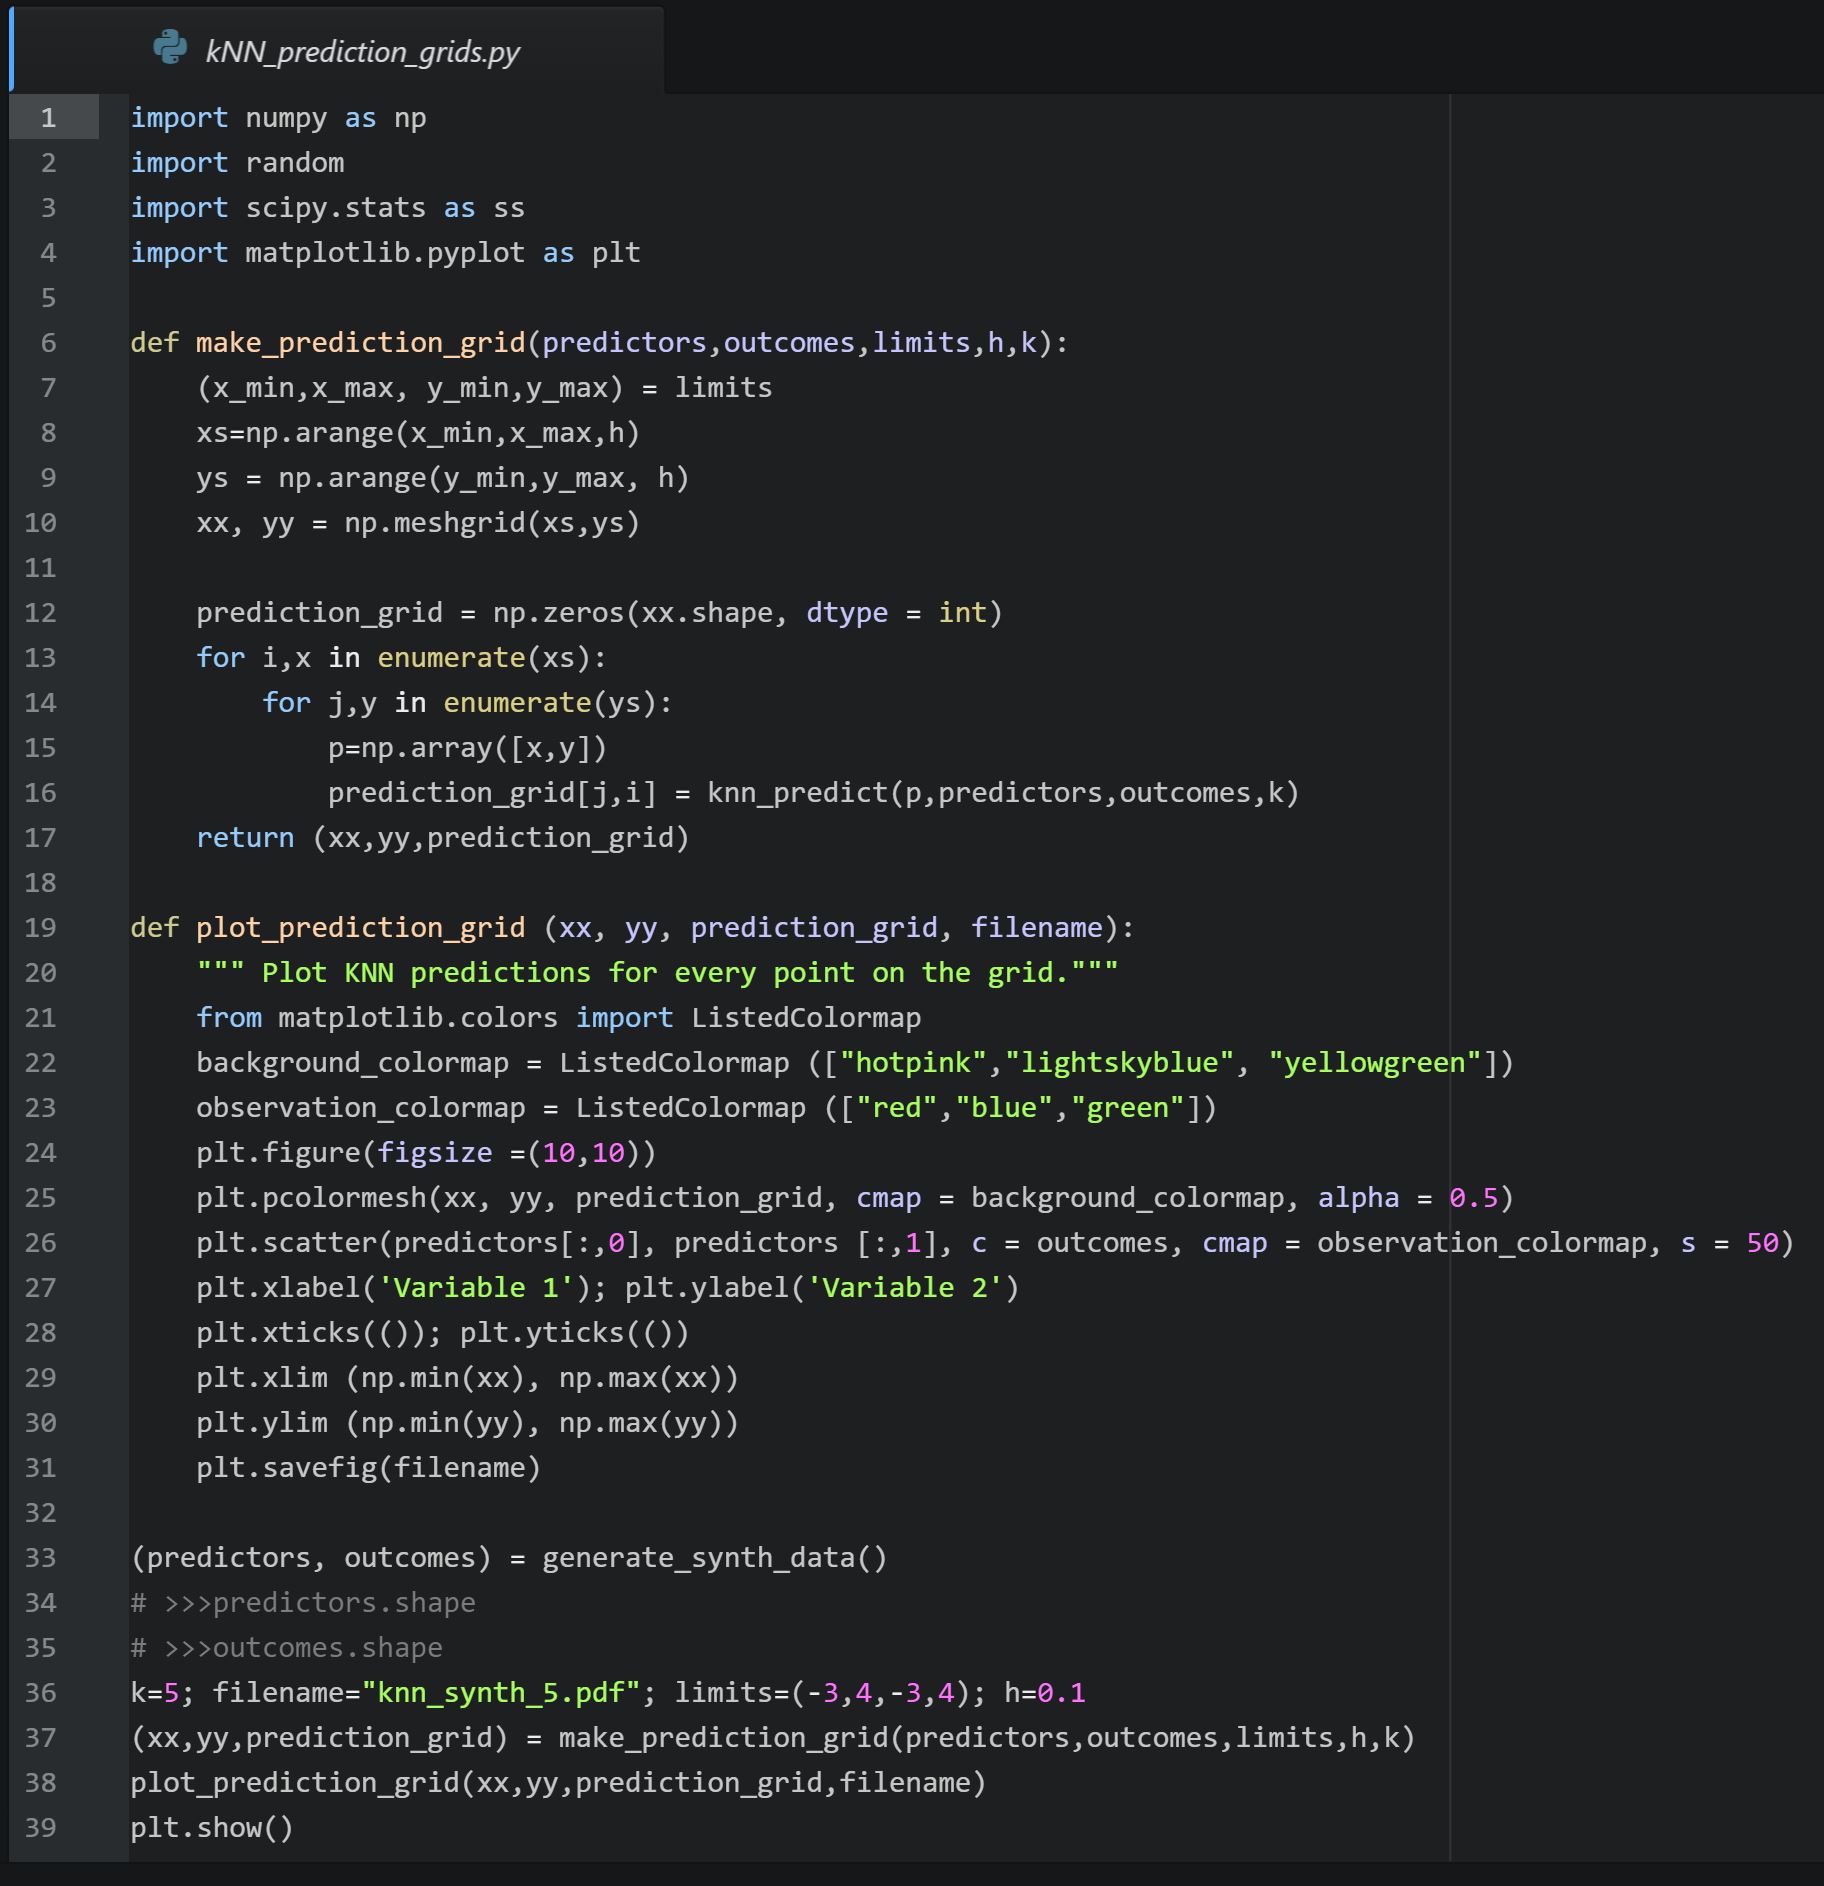 kNN_prediction_grids.py
1 import numpy as np
2 import random
3 import scipy.stats as ss
4 import matplotlib.pyplot as plt
5
6 def make_prediction_grid(predictors,outcomes,limits,h,k):
7     (x_min,x_max, y_min,y_max) = limits
8     xs=np.arange(x_min,x_max,h)
9     ys = np.arange(y_min,y_max, h)
10     xx, yy = np.meshgrid(xs,ys)
11
12     prediction_grid = np.zeros(xx.shape, dtype = int)
13     for i,x in enumerate(xs):
14         for j,y in enumerate(ys):
15             p=np.array([x,y])
16             prediction_grid[j,i] = knn_predict(p,predictors,outcomes,k)
17     return (xx,yy,prediction_grid)
18
19 def plot_prediction_grid (xx, yy, prediction_grid, filename):
20     """ Plot KNN predictions for every point on the grid."""
21     from matplotlib.colors import ListedColormap
22     background_colormap = ListedColormap (["hotpink","lightskyblue", "yellowgreen"])
23     observation_colormap = ListedColormap (["red","blue","green"])
24     plt.figure(figsize =(10,10))
25     plt.pcolormesh(xx, yy, prediction_grid, cmap = background_colormap, alpha = 0.5)
26     plt.scatter(predictors[:,0], predictors [:,1], c = outcomes, cmap = observation_colormap, s = 50)
27     plt.xlabel('Variable 1'); plt.ylabel('Variable 2')
28     plt.xticks(()); plt.yticks(())
29     plt.xlim (np.min(xx), np.max(xx))
30     plt.ylim (np.min(yy), np.max(yy))
31     plt.savefig(filename)
32
33 (predictors, outcomes) = generate_synth_data()
34 # >>>predictors.shape
35 # >>>outcomes.shape
36 k=5; filename="knn_synth_5.pdf"; limits=(-3,4,-3,4); h=0.1
37 (xx,yy,prediction_grid) = make_prediction_grid(predictors,outcomes,limits,h,k)
38 plot_prediction_grid(xx,yy,prediction_grid,filename)
39 plt.show()